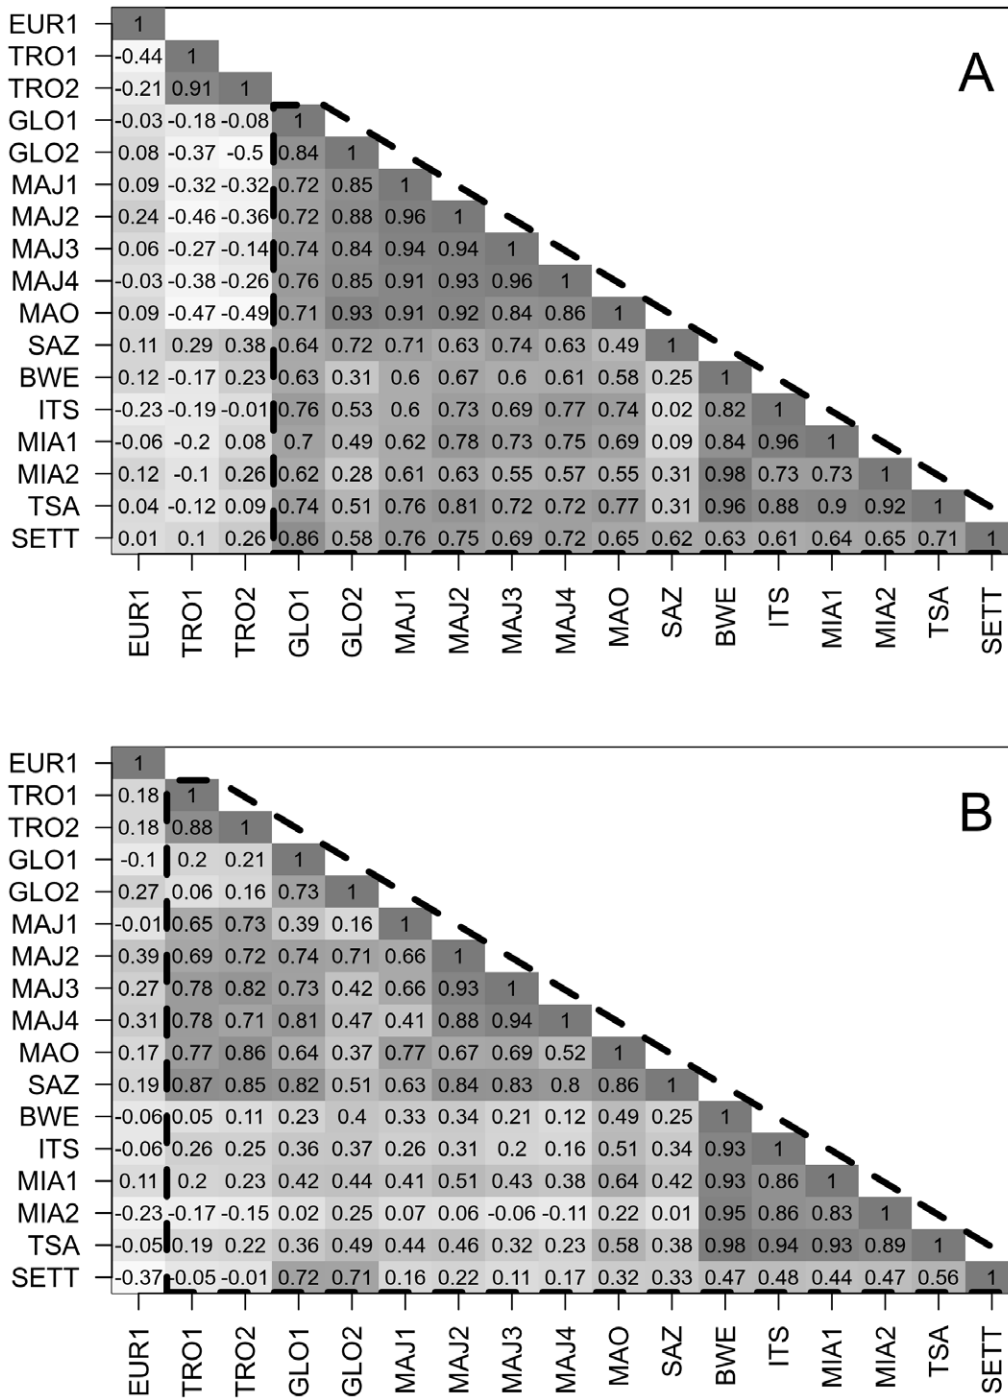 EUR1 1
A
TRO1 -0.44 1
TRO2 -0.21 0.91 1
GLO1 -0.03 -0.18 -0.08 1
GLO2 0.08 -0.37 -0.5 0.84 1
MAJ1 0.09 -0.32 -0.32 0.72 0.85 1
MAJ2 0.24 -0.46 -0.36 0.72 0.88 0.96 1
MAJ3 0.06 -0.27 -0.14 0.74 0.84 0.94 0.94 1
MAJ4 -0.03 -0.38 -0.26 0.76 0.85 0.91 0.93 0.96 1
MAO 0.09 -0.47 -0.49 0.71 0.93 0.91 0.92 0.84 0.86 1
SAZ 0.11 0.29 0.38 0.64 0.72 0.71 0.63 0.74 0.63 0.49 1
BWE 0.12 -0.17 0.23 0.63 0.31 0.6 0.67 0.6 0.61 0.58 0.25 1
ITS -0.23 -0.19 -0.01 0.76 0.53 0.6 0.73 0.69 0.77 0.74 0.02 0.82 1
MIA1 -0.06 -0.2 0.08 0.7 0.49 0.62 0.78 0.73 0.75 0.69 0.09 0.84 0.96 1
MIA2 0.12 -0.1 0.26 0.62 0.28 0.61 0.63 0.55 0.57 0.55 0.31 0.98 0.73 0.73 1
TSA 0.04 -0.12 0.09 0.74 0.51 0.76 0.81 0.72 0.72 0.77 0.31 0.96 0.88 0.9 0.92 1
SETT 0.01 0.1 0.26 0.86 0.58 0.76 0.75 0.69 0.72 0.65 0.62 0.63 0.61 0.64 0.65 0.71 1
EUR1 TRO1 TRO2 GLO1 GLO2 MAJ1 MAJ2 MAJ3 MAJ4 MAO SAZ BWE ITS MIA1 MIA2 TSA SETT
EUR1 1
B
TRO1 0.18 1
TRO2 0.18 0.88 1
GLO1 -0.1 0.2 0.21 1
GLO2 0.27 0.06 0.16 0.73 1
MAJ1 -0.01 0.65 0.73 0.39 0.16 1
MAJ2 0.39 0.69 0.72 0.74 0.71 0.66 1
MAJ3 0.27 0.78 0.82 0.73 0.42 0.66 0.93 1
MAJ4 0.31 0.78 0.71 0.81 0.47 0.41 0.88 0.94 1
MAO 0.17 0.77 0.86 0.64 0.37 0.77 0.67 0.69 0.52 1
SAZ 0.19 0.87 0.85 0.82 0.51 0.63 0.84 0.83 0.8 0.86 1
BWE -0.06 0.05 0.11 0.23 0.4 0.33 0.34 0.21 0.12 0.49 0.25 1
ITS -0.06 0.26 0.25 0.36 0.37 0.26 0.31 0.2 0.16 0.51 0.34 0.93 1
MIA1 0.11 0.2 0.23 0.42 0.44 0.41 0.51 0.43 0.38 0.64 0.42 0.93 0.86 1
MIA2 -0.23 -0.17 -0.15 0.02 0.25 0.07 0.06 -0.06 -0.11 0.22 0.01 0.95 0.86 0.83 1
TSA -0.05 0.19 0.22 0.36 0.49 0.44 0.46 0.32 0.23 0.58 0.38 0.98 0.94 0.93 0.89 1
SETT -0.37 -0.05 -0.01 0.72 0.71 0.16 0.22 0.11 0.17 0.32 0.33 0.47 0.48 0.44 0.47 0.56 1
EUR1 TRO1 TRO2 GLO1 GLO2 MAJ1 MAJ2 MAJ3 MAJ4 MAO SAZ BWE ITS MIA1 MIA2 TSA SETT